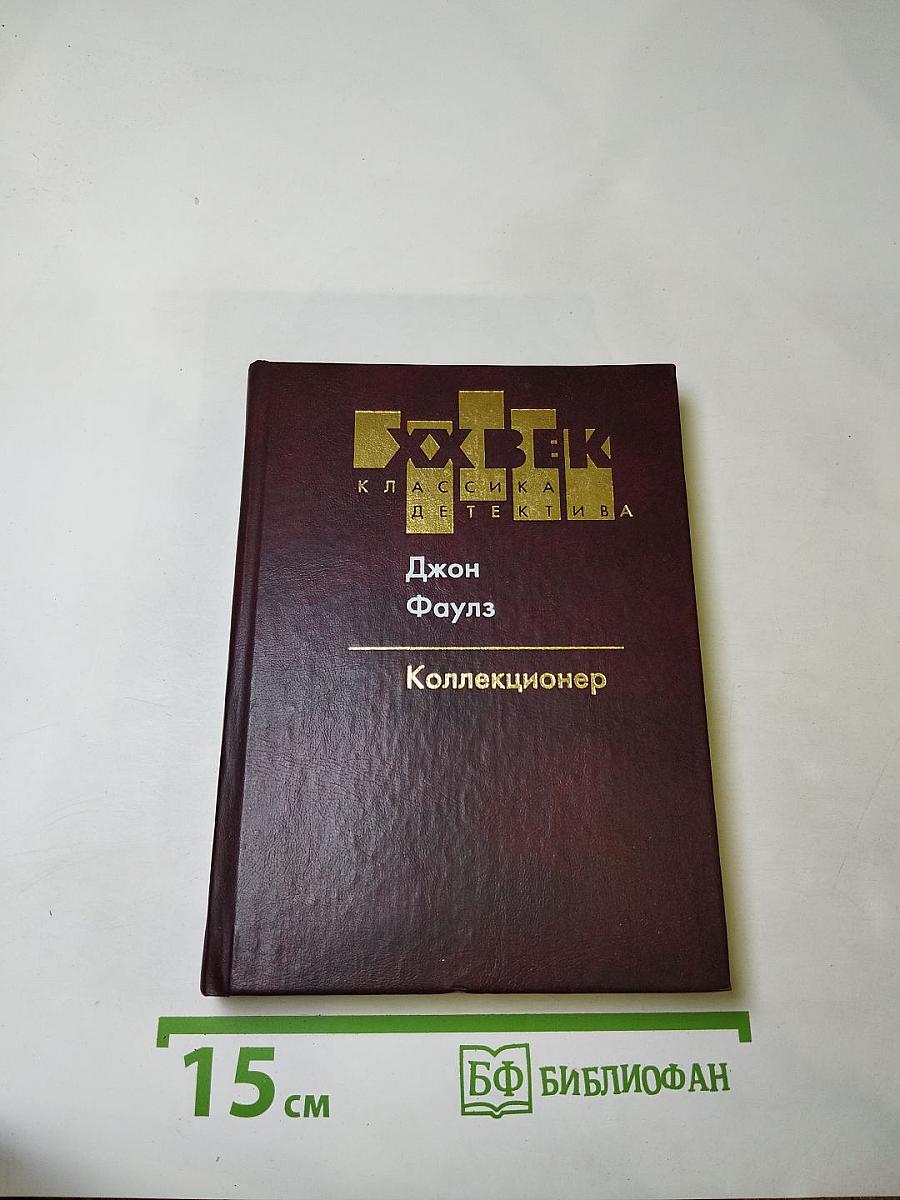 XX ВЕК
КЛАССИКА
ДЕТЕКТИВА
Джон
Фаулз
Коллекционер
15 см
БФ БИБЛИОФАН